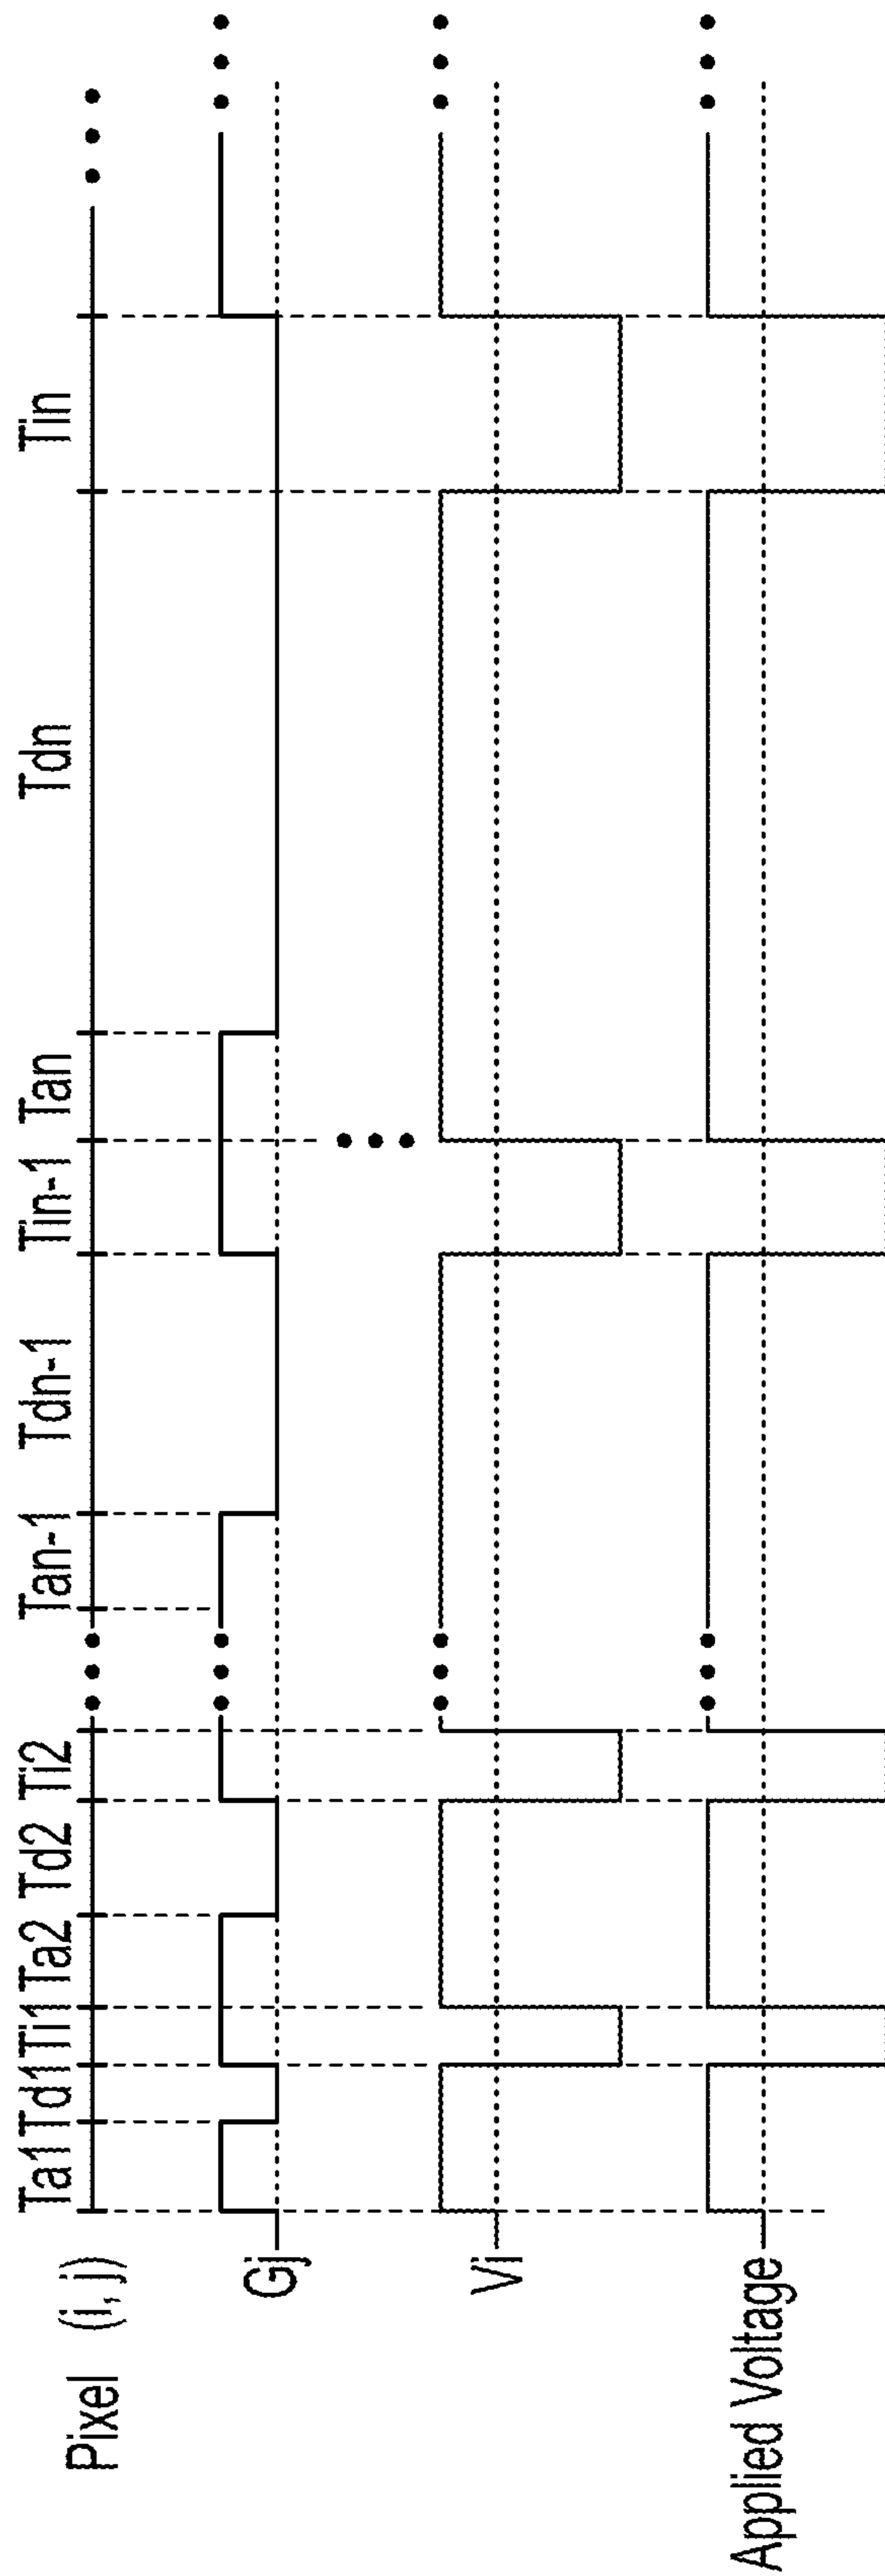 Pixel (i, j)
Ta1 Td1 Ti1 Ta2 Td2 Ti2 Tan-1 Tdn-1 Tin-1 Tan Tdn Tin
Gj
Vi
Applied Voltage